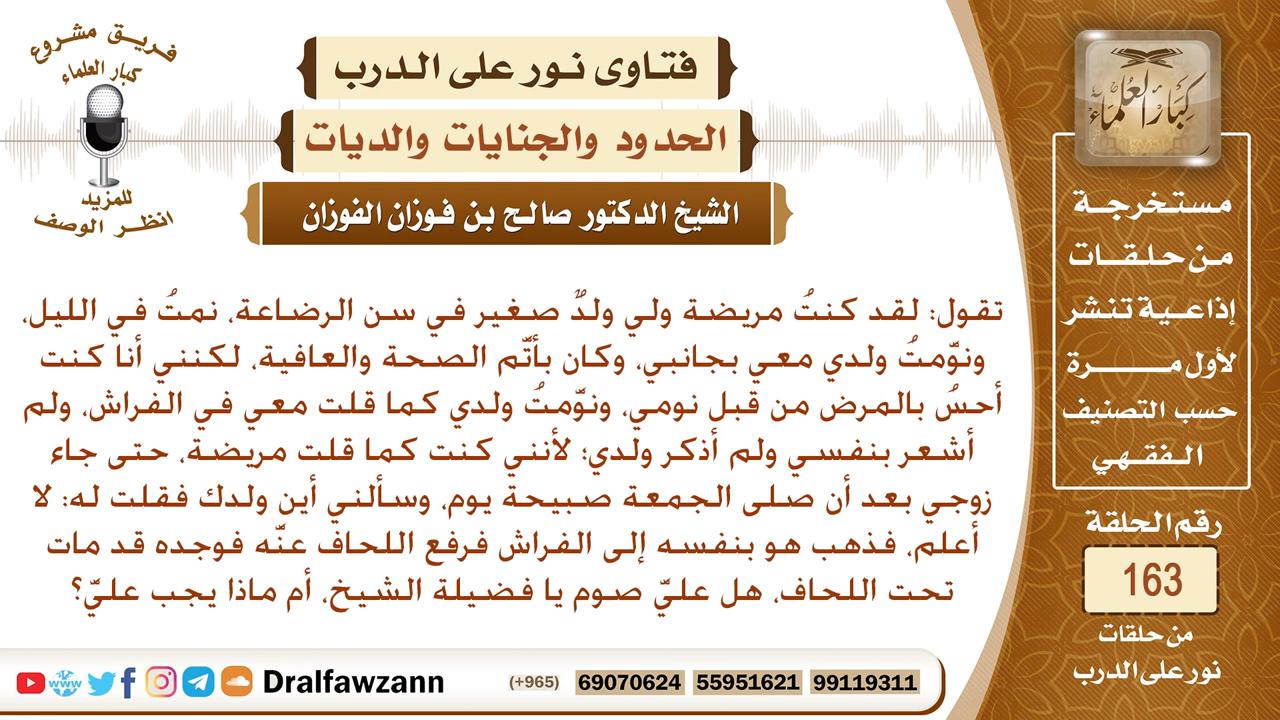 فريق مشروع
كبار العلماء
للمزيد
انظر الوصف
فتاوى نور على الدرب
الحدود والجنايات والديات
الشيخ الدكتور صالح بن فوزان الفوزان
تقول: لقد كنتُ مريضة ولي ولدٌ صغير في سن الرضاعة، نمتُ في الليل،
ونوّمتُ ولدي معي بجانبي، وكان بأتّم الصحة والعافية، لكنني أنا كنت
أحسُ بالمرض من قبل نومي، ونوّمتُ ولدي كما قلت معي في الفراش، ولم
أشعر بنفسي ولم أذكر ولدي؛ لأنني كنت كما قلت مريضة، حتى جاء
زوجي بعد أن صلى الجمعة صبيحة يوم، وسألني أين ولدك فقلت له: لا
أعلم، فذهب هو بنفسه إلى الفراش فرفع اللحاف عنّه فوجده قد مات
تحت اللحاف، هل عليّ صوم يا فضيلة الشيخ، أم ماذا يجب عليّ؟
كبار العلماء
مستخرجة
من حلقات
إذاعية تنشر
لأول مرة
حسب التصنيف
الفقهي
رقم الحلقة
163
من حلقات
نور على الدرب
www
Dralfawzann
(+965) 69070624 55951621 99119311